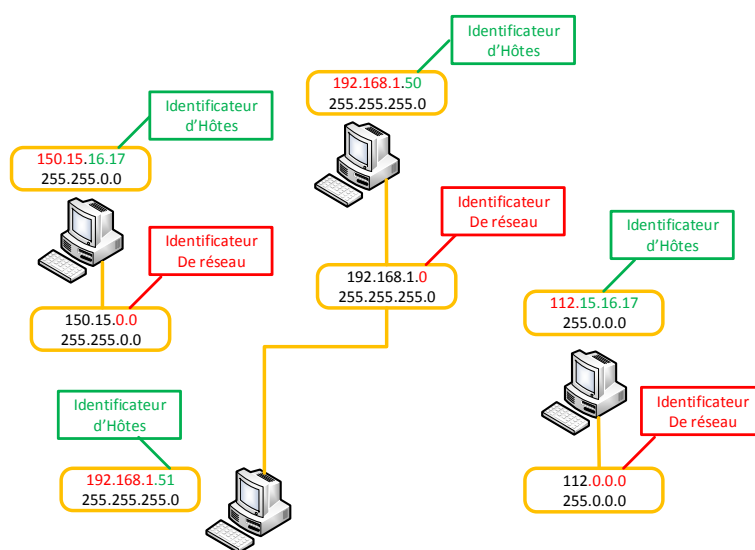 Identificateur
d'Hôtes
192.168.1.50
255.255.255.0
Identificateur
d'Hôtes
150.15.16.17
255.255.0.0
Identificateur
De réseau
150.15.0.0
255.255.0.0
Identificateur
De réseau
192.168.1.0
255.255.255.0
Identificateur
d'Hôtes
112.15.16.17
255.0.0.0
Identificateur
d'Hôtes
192.168.1.51
255.255.255.0
Identificateur
De réseau
112.0.0.0
255.0.0.0